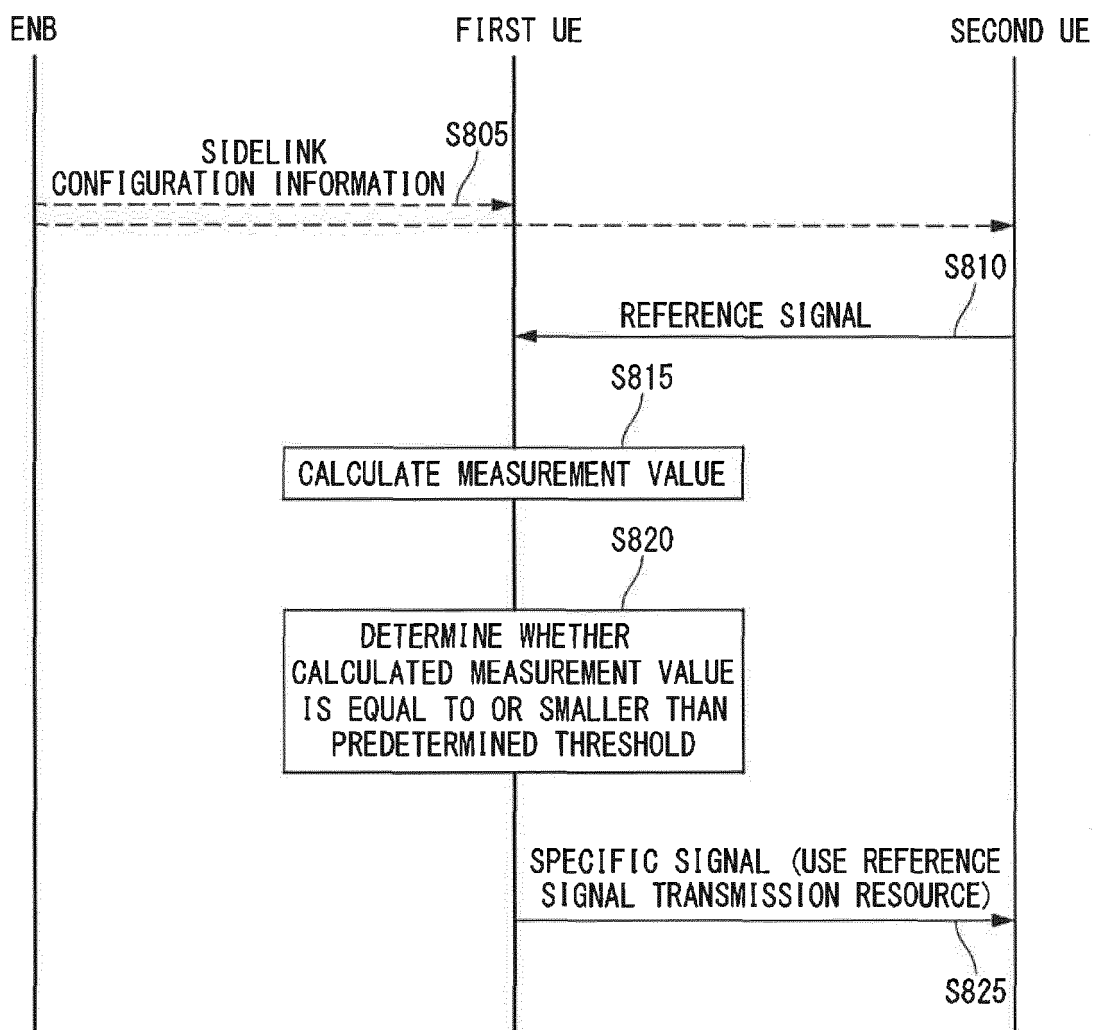 ENB
FIRST UE
SECOND UE
S805
SIDELINK
CONFIGURATION INFORMATION
S810
REFERENCE SIGNAL
S815
CALCULATE MEASUREMENT VALUE
S820
DETERMINE WHETHER
CALCULATED MEASUREMENT VALUE
IS EQUAL TO OR SMALLER THAN
PREDETERMINED THRESHOLD
SPECIFIC SIGNAL (USE REFERENCE
SIGNAL TRANSMISSION RESOURCE)
S825